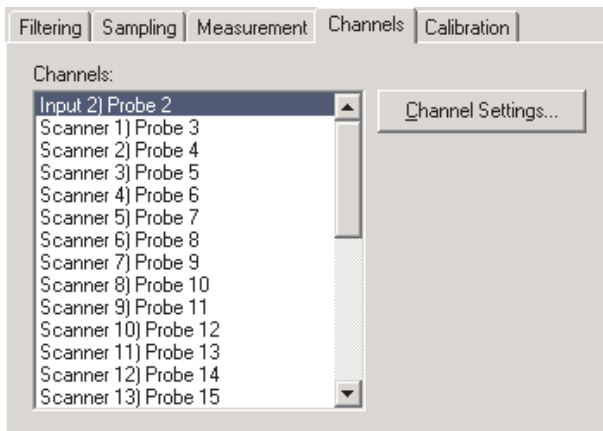 Filtering Sampling Measurement Channels Calibration
Channels:
Input 2) Probe 2
Channel Settings...
Scanner 1) Probe 3
Scanner 2) Probe 4
Scanner 3) Probe 5
Scanner 4) Probe 6
Scanner 5) Probe 7
Scanner 6) Probe 8
Scanner 7) Probe 9
Scanner 8) Probe 10
Scanner 9) Probe 11
Scanner 10) Probe 12
Scanner 11) Probe 13
Scanner 12) Probe 14
Scanner 13) Probe 15